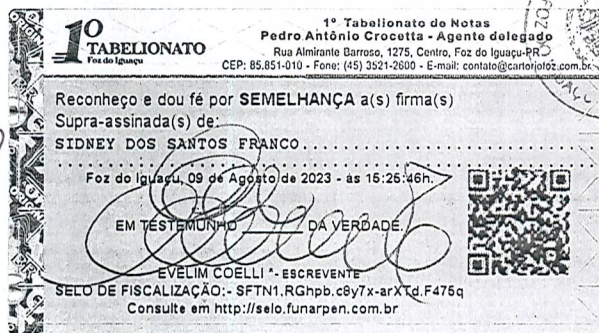 1º TABELIONATO
Foz do Iguaçu
1º Tabelionato de Notas
Pedro Antônio Crocetta - Agente delegado
Rua Almirante Barroso, 1275, Centro, Foz do Iguaçu-PR
CEP: 85.851-010 - Fone: (45) 3521-2600 - E-mail: contato@cartoriofoz.com.br
Reconheço e dou fé por SEMELHANÇA a(s) firma(s)
Supra-assinada(s) de:
SIDNEY DOS SANTOS FRANCO
Foz do Iguaçu, 09 de Agosto de 2023 - às 15:25:46h.
EM TESTEMUNHO ____ DA VERDADE.
EVELIM COELLI - ESCREVENTE
SELO DE FISCALIZAÇÃO:- SFTN1.RGhpb.c8y7x-arXTd.F475q
Consulte em http://selo.funarpen.com.br